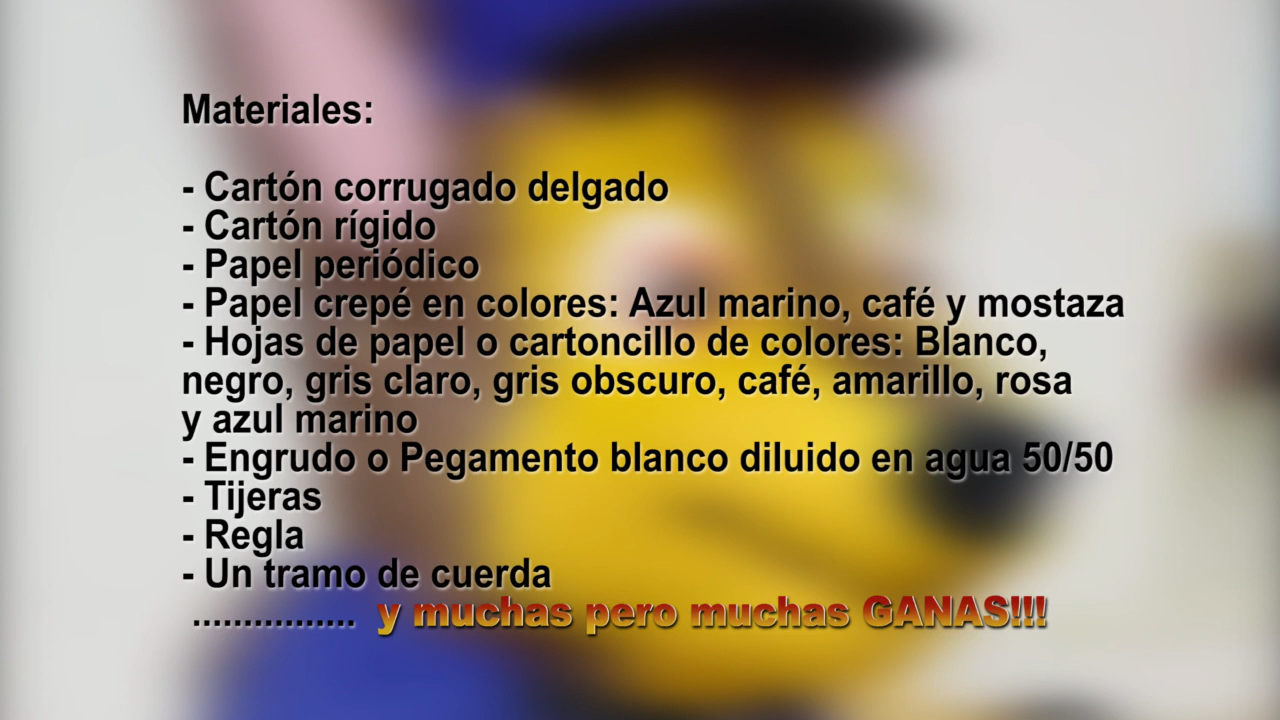 Materiales:
- Cartón corrugado delgado
- Cartón rígido
- Papel periódico
- Papel crepé en colores: Azul marino, café y mostaza
- Hojas de papel o cartoncillo de colores: Blanco,
negro, gris claro, gris obscuro, café, amarillo, rosa
y azul marino
- Engrudo o Pegamento blanco diluido en agua 50/50
- Tijeras
- Regla
- Un tramo de cuerda
................ y muchas pero muchas GANAS!!!